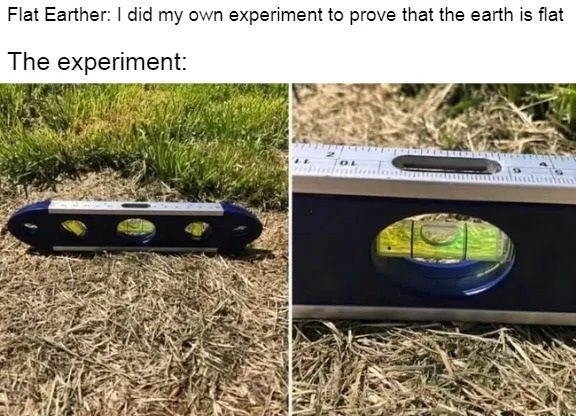 Flat Earther: I did my own experiment to prove that the earth is flat
The experiment: